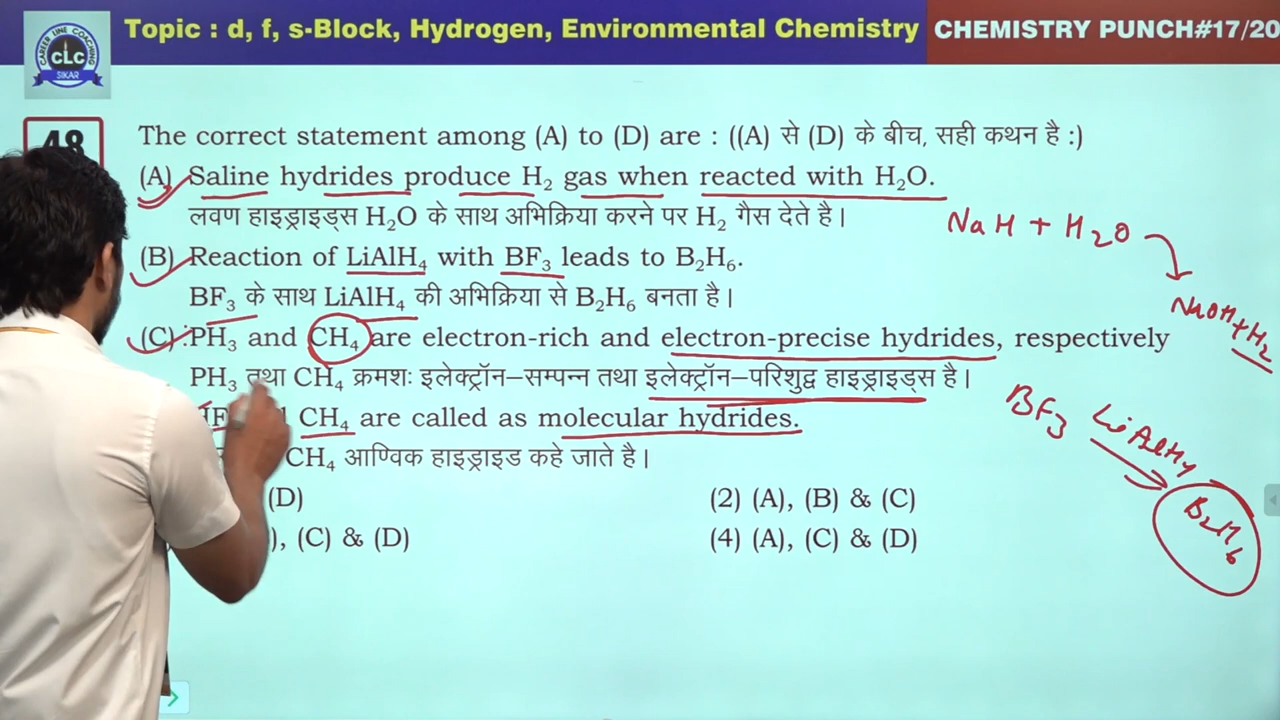 Topic : d, f, s-Block, Hydrogen, Environmental Chemistry
CHEMISTRY PUNCH#17/20
CAREER LINE COACHING
CLC
SIKAR
48
The correct statement among (A) to (D) are : ((A) से (D) के बीच, सही कथन है :)
(A) Saline hydrides produce H₂ gas when reacted with H₂O.
लवण हाइड्राइड्स H₂O के साथ अभिक्रिया करने पर H₂ गैस देते है।
(B) Reaction of LiAlH₄ with BF₃ leads to B₂H₆.
BF₃ के साथ LiAlH₄ की अभिक्रिया से B₂H₆ बनता है।
(C) PH₃ and CH₄ are electron-rich and electron-precise hydrides, respectively
PH₃ तथा CH₄ क्रमशः इलेक्ट्रॉन–सम्पन्न तथा इलेक्ट्रॉन–परिशुद्व हाइड्राइड्स है।
CH₄ are called as molecular hydrides.
CH₄ आण्विक हाइड्राइड कहे जाते है।
(D)
(2) (A), (B) & (C)
), (C) & (D)
(4) (A), (C) & (D)
NaH + H₂O
NaOH + H₂
BF₃ LiAlH₄
B₂H₆